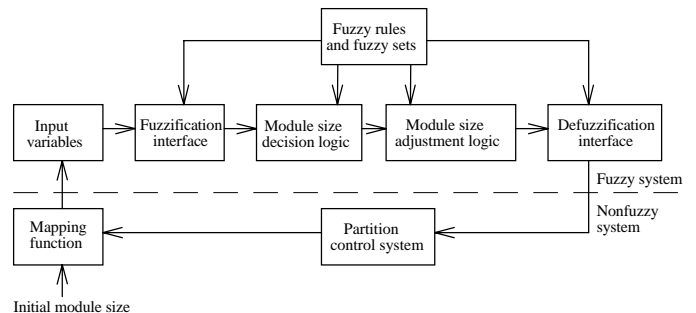 Fuzzy rules
and fuzzy sets
Input
variables
Fuzzification
interface
Module size
decision logic
Module size
adjustment logic
Defuzzification
interface
Fuzzy system
Nonfuzzy
system
Mapping
function
Partition
control system
Initial module size